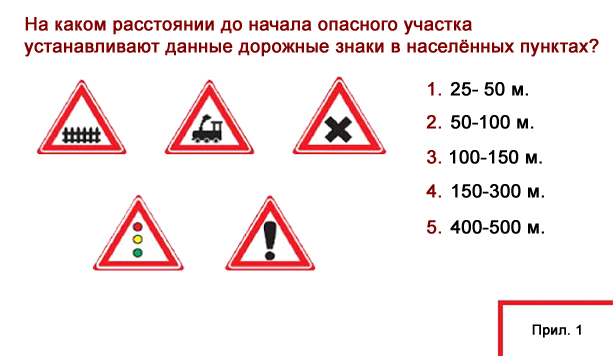 На каком расстоянии до начала опасного участка
устанавливают данные дорожные знаки в населённых пунктах?
1. 25- 50 м.
2. 50-100 м.
3. 100-150 м.
4. 150-300 м.
5. 400-500 м.
Прил. 1